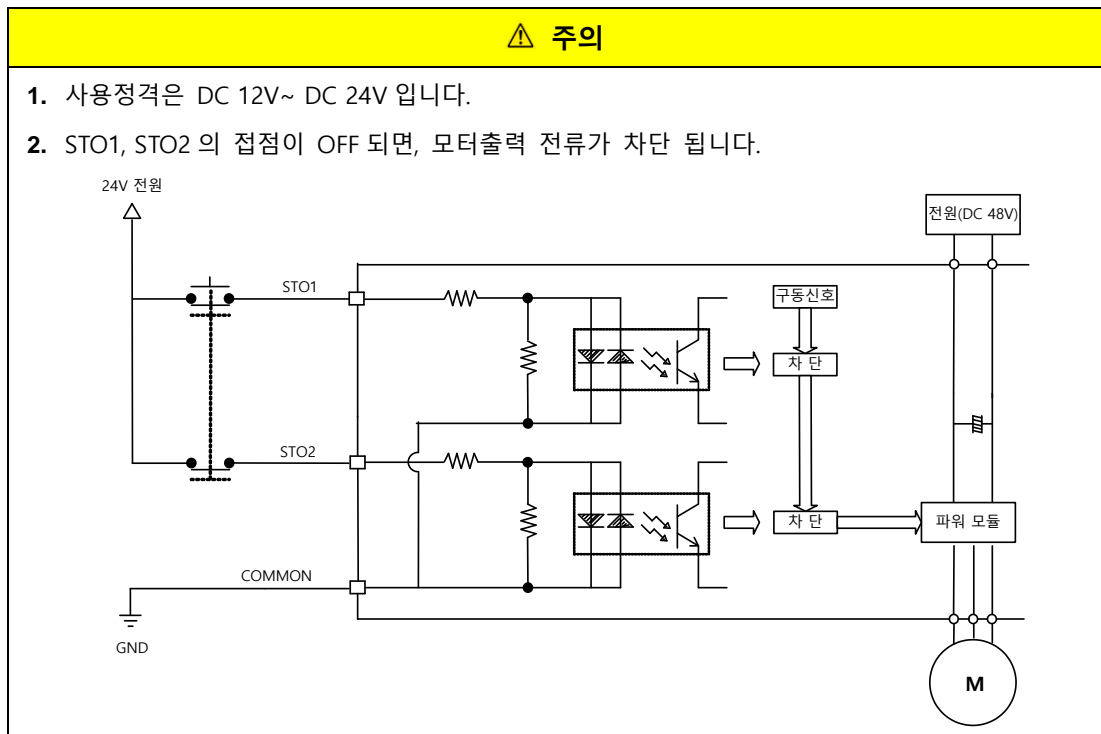 ⚠ 주의
1. 사용정격은 DC 12V~ DC 24V 입니다.
2. STO1, STO2 의 접점이 OFF 되면, 모터출력 전류가 차단 됩니다.
24V 전원
전원(DC 48V)
STO1
구동신호
차 단
STO2
차 단
파워 모듈
COMMON
GND
M